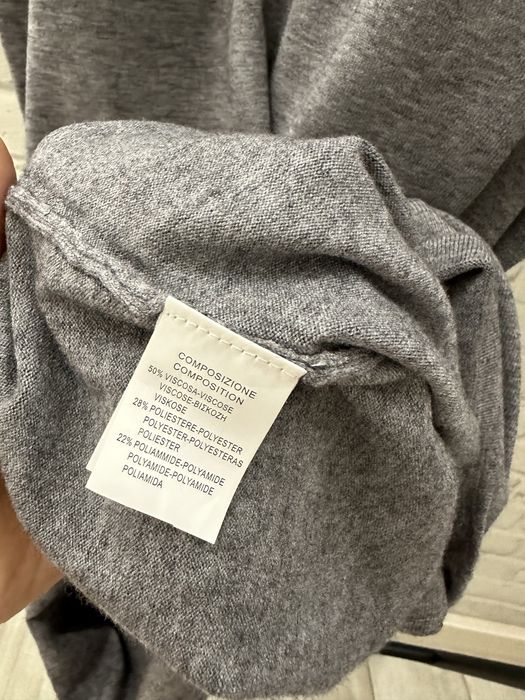 COMPOSIZIONE
COMPOSITION
50% VISCOSA-VISCOSE
VISCOSE-ΒΙΣΚΟΖΗ
VISKOSE
28% POLIESTERE-POLYESTER
POLYESTER-POLYESTERAS
POLIESTER
22% POLIAMMIDE-POLYAMIDE
POLYAMIDE-POLYAMIDE
POLIAMIDA